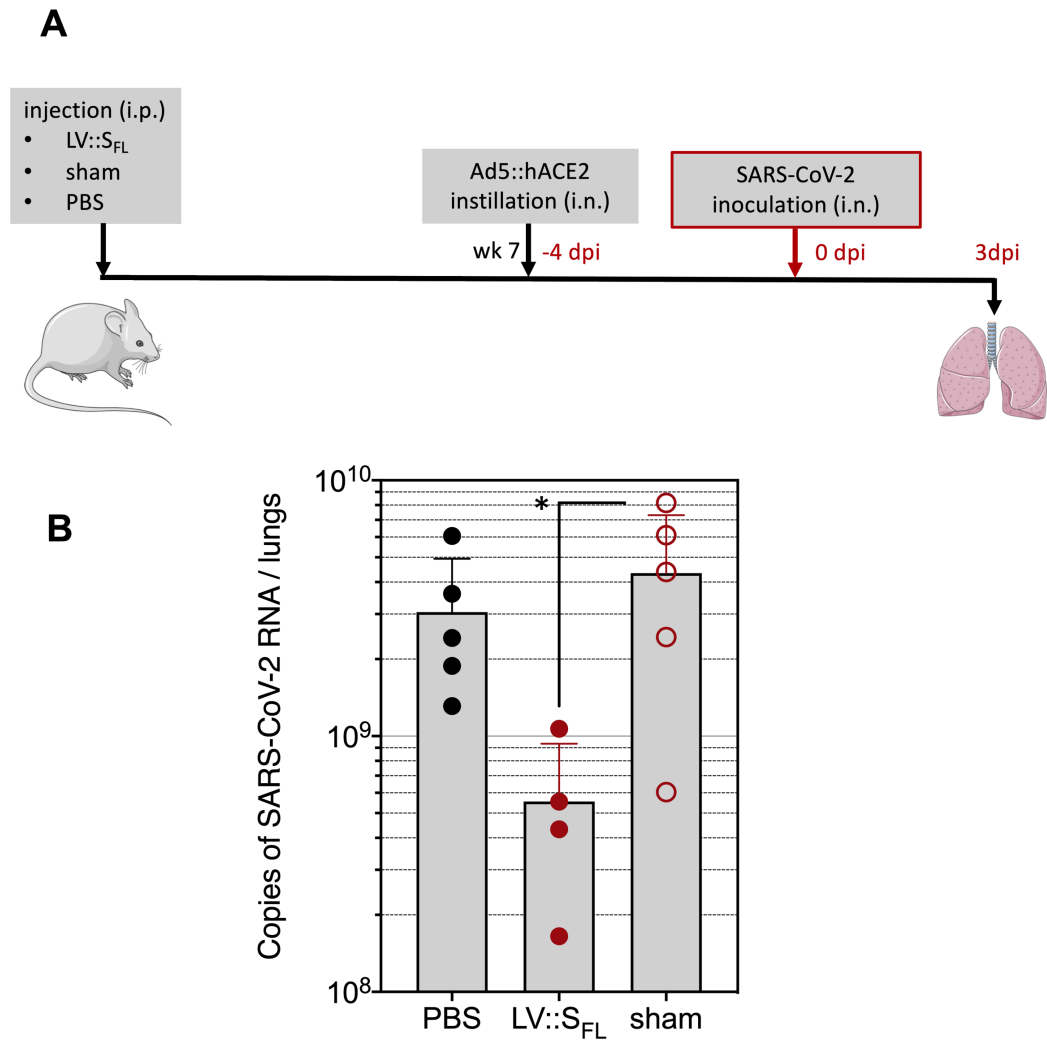 A
injection (i.p.)
• LV::SFL
• sham
• PBS
Ad5::hACE2
instillation (i.n.)
SARS-CoV-2
inoculation (i.n.)
wk 7 -4 dpi
0 dpi
3dpi
B
Copies of SARS-CoV-2 RNA / lungs
10^10
10^9
10^8
*
PBS LV::SFL sham